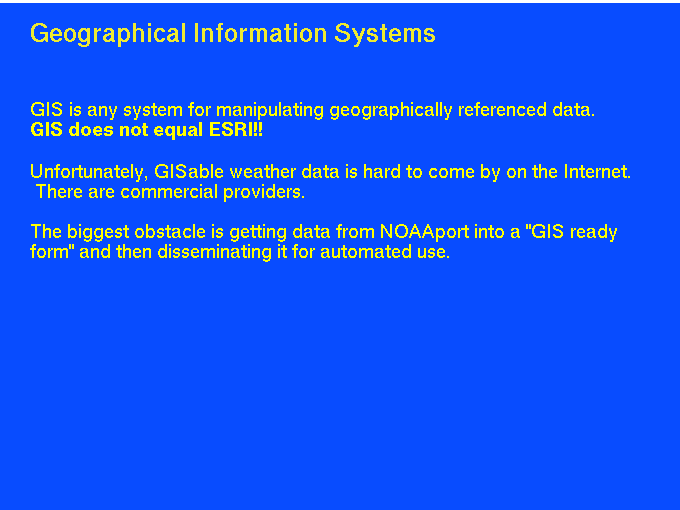 Geographical Information Systems
GIS is any system for manipulating geographically referenced data.
GIS does not equal ESRI!!
Unfortunately, GISable weather data is hard to come by on the Internet.
There are commercial providers.
The biggest obstacle is getting data from NOAAport into a "GIS ready
form" and then disseminating it for automated use.